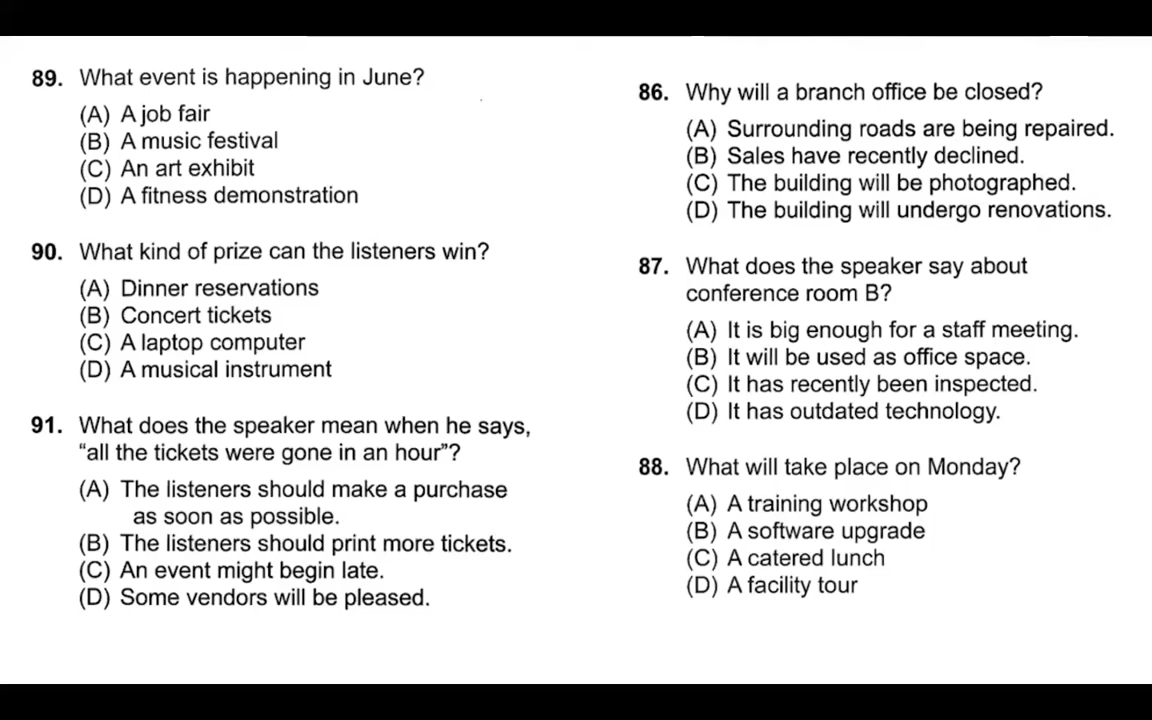 89. What event is happening in June?
(A) A job fair
(B) A music festival
(C) An art exhibit
(D) A fitness demonstration
90. What kind of prize can the listeners win?
(A) Dinner reservations
(B) Concert tickets
(C) A laptop computer
(D) A musical instrument
91. What does the speaker mean when he says,
“all the tickets were gone in an hour”?
(A) The listeners should make a purchase
as soon as possible.
(B) The listeners should print more tickets.
(C) An event might begin late.
(D) Some vendors will be pleased.
86. Why will a branch office be closed?
(A) Surrounding roads are being repaired.
(B) Sales have recently declined.
(C) The building will be photographed.
(D) The building will undergo renovations.
87. What does the speaker say about
conference room B?
(A) It is big enough for a staff meeting.
(B) It will be used as office space.
(C) It has recently been inspected.
(D) It has outdated technology.
88. What will take place on Monday?
(A) A training workshop
(B) A software upgrade
(C) A catered lunch
(D) A facility tour